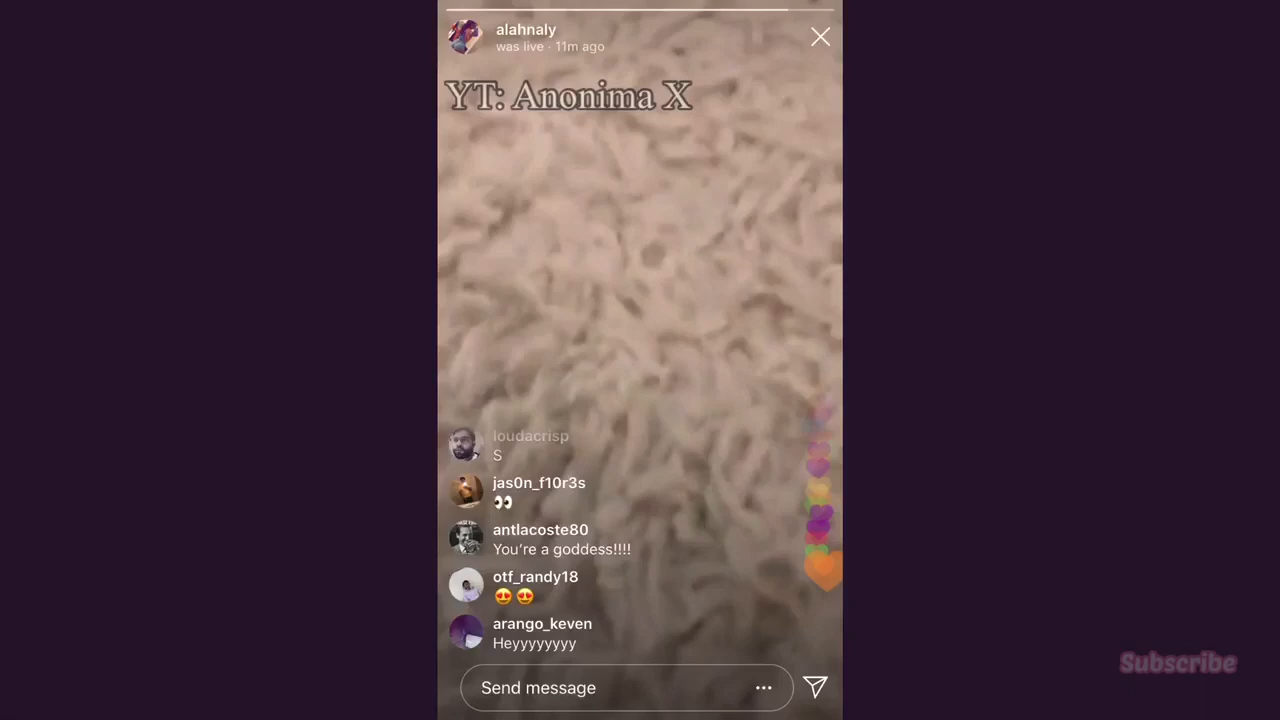 alahnaly
was live · 11m ago
YT: Anonima X
loudacrisp
S
jas0n_f10r3s
👀
antlacoste80
You're a goddess!!!!
otf_randy18
😍😍
arango_keven
Heyyyyyyyy
Send message
Subscribe